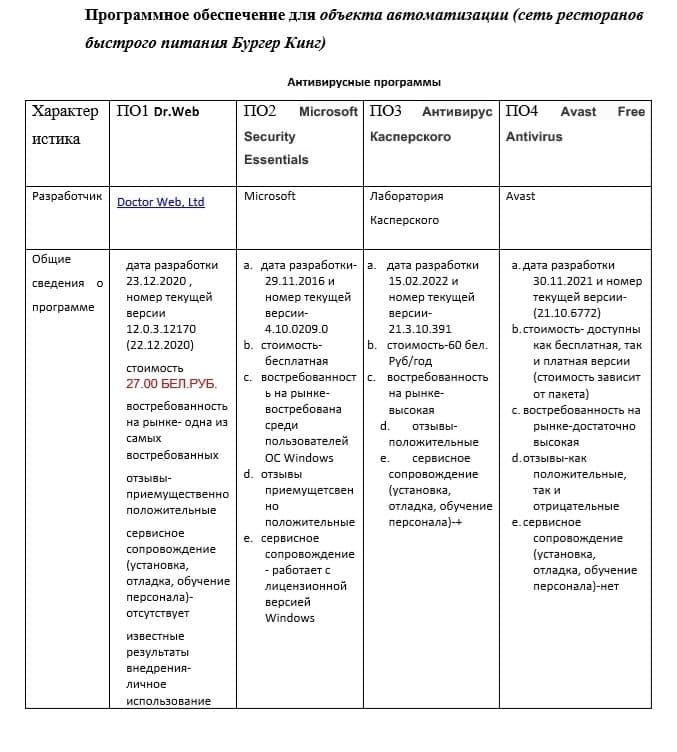 Программное обеспечение для объекта автоматизации (сеть ресторанов
быстрого питания Бургер Кинг)
Антивирусные программы
Характер
истика
ПО1 Dr.Web
ПО2 Microsoft
Security
Essentials
ПО3 Антивирус
Касперского
ПО4 Avast Free
Antivirus
Разработчик
Doctor Web, Ltd
Microsoft
Лаборатория
Касперского
Avast
Общие
сведения о
программе
дата разработки
23.12.2020 ,
номер текущей
версии
12.0.3.12170
(22.12.2020)
стоимость
27.00 БЕЛ.РУБ.
востребованность
на рынке- одна из
самых
востребованных
отзывы-
приемущественно
положительные
сервисное
сопровождение
(установка,
отладка, обучение
персонала)-
отсутствует
известные
результаты
внедрения-
личное
использование
a. дата разработки-
29.11.2016 и
номер текущей
версии-
4.10.0209.0
b. стоимость-
бесплатная
c. востребованност
ь на рынке-
востребована
среди
пользователей
ОС Windows
d. отзывы
приемущетсвен
но
положительные
e. сервисное
сопровождение
- работает с
лицензионной
версией
Windows
a. дата разработки
15.02.2022 и
номер текущей
версии-
21.3.10.391
b. стоимость-60 бел.
Руб/год
c. востребованность
на рынке-
высокая
d. отзывы-
положительные
e. сервисное
сопровождение
(установка,
отладка, обучение
персонала)-+
a. дата разработки
30.11.2021 и номер
текущей версии-
(21.10.6772)
b. стоимость- доступны
как бесплатная, так
и платная версии
(стоимость зависит
от пакета)
c. востребованность на
рынке-достаточно
высокая
d. отзывы-как
положительные,
так и
отрицательные
e. сервисное
сопровождение
(установка,
отладка, обучение
персонала)-нет